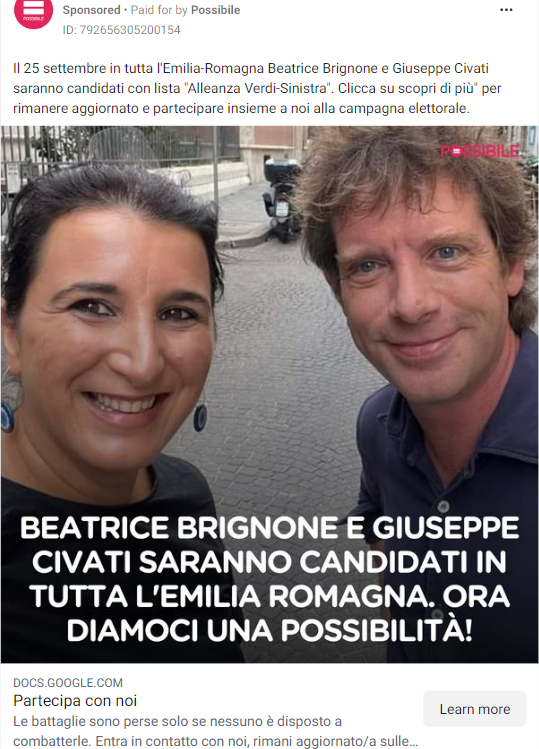 Sponsored • Paid for by Possibile
POSSIBILE
ID: 792656305200154
Il 25 settembre in tutta l'Emilia-Romagna Beatrice Brignone e Giuseppe Civati
saranno candidati con lista "Alleanza Verdi-Sinistra". Clicca su scopri di più" per
rimanere aggiornato e partecipare insieme a noi alla campagna elettorale.
POSSIBILE
BEATRICE BRIGNONE E GIUSEPPE
CIVATI SARANNO CANDIDATI IN
TUTTA L'EMILIA ROMAGNA. ORA
DIAMOCI UNA POSSIBILITÀ!
DOCS.GOOGLE.COM
Partecipa con noi
Learn more
Le battaglie sono perse solo se nessuno è disposto a
combatterle. Entra in contatto con noi, rimani aggiornato/a sulle...